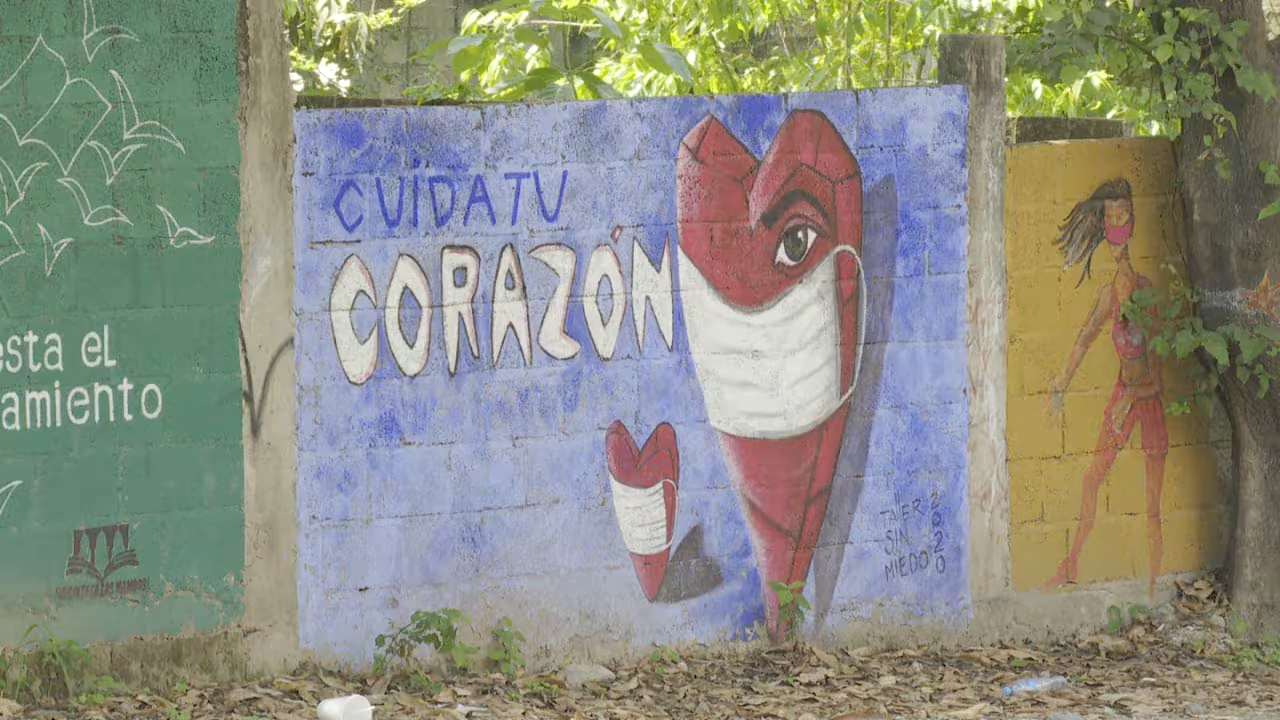 esta el
amiento
CUIDA TU
CORAZÓN
TALLER
SIN
MIEDO
2020